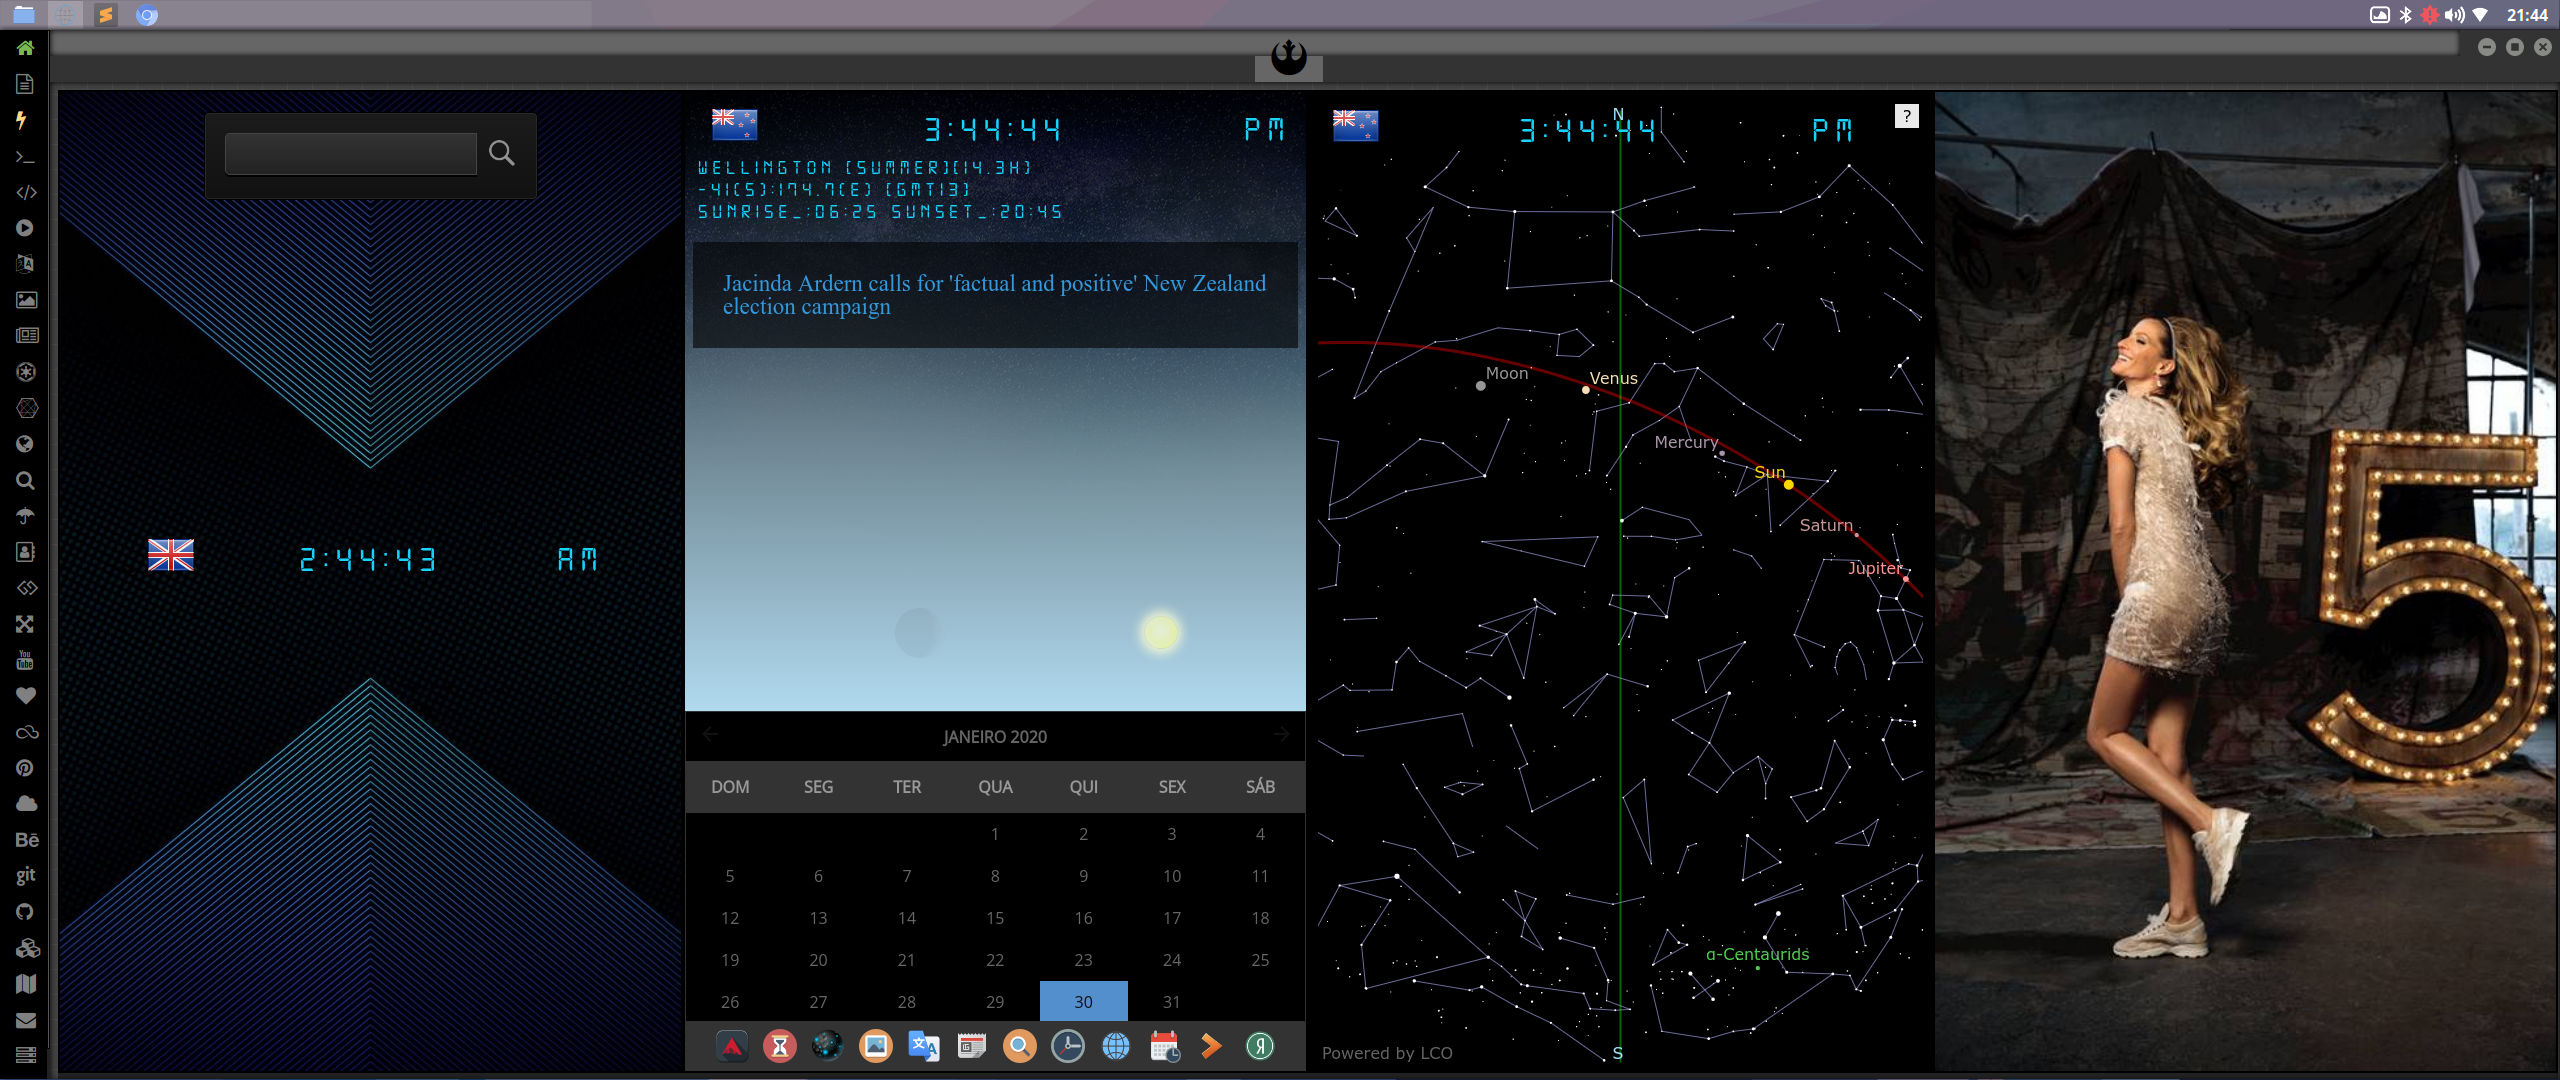 21:44
You
Tube
Bē
git
2:44:43 AM
3:44:44 PM
WELLINGTON (SUMMER)(14.3H)
-41(S):174.7(E) (GMT13)
SUNRISE_:06:25 SUNSET_:20:45
Jacinda Ardern calls for 'factual and positive' New Zealand
election campaign
JANEIRO 2020
DOM SEG TER QUA QUI SEX SÁB
1 2 3 4
5 6 7 8 9 10 11
12 13 14 15 16 17 18
19 20 21 22 23 24 25
26 27 28 29 30 31
3:44:44 PM
?
N
Moon
Venus
Mercury
Sun
Saturn
Jupiter
α-Centaurids
S
Powered by LCO
5